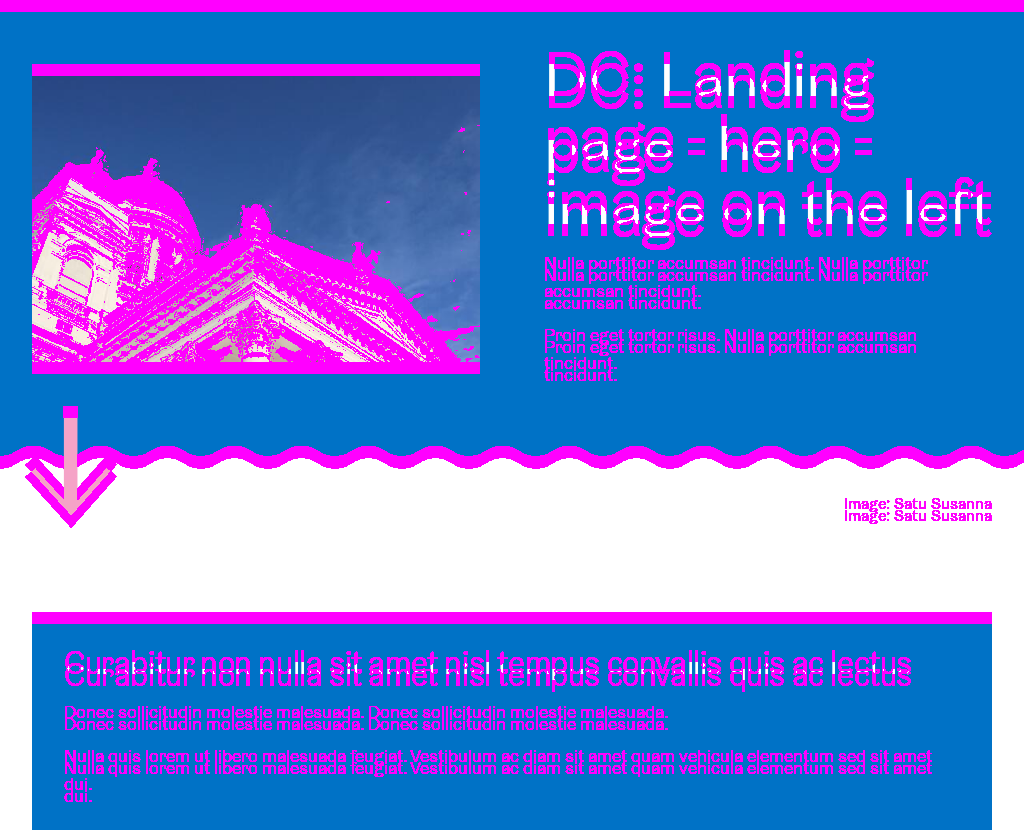 DC: Landing
page - hero -
image on the left
Nulla porttitor accumsan tincidunt. Nulla porttitor
accumsan tincidunt.
Proin eget tortor risus. Nulla porttitor accumsan
tincidunt.
Image: Satu Susanna
Curabitur non nulla sit amet nisl tempus convallis quis ac lectus
Donec sollicitudin molestie malesuada. Donec sollicitudin molestie malesuada.
Nulla quis lorem ut libero malesuada feugiat. Vestibulum ac diam sit amet quam vehicula elementum sed sit amet
dui.